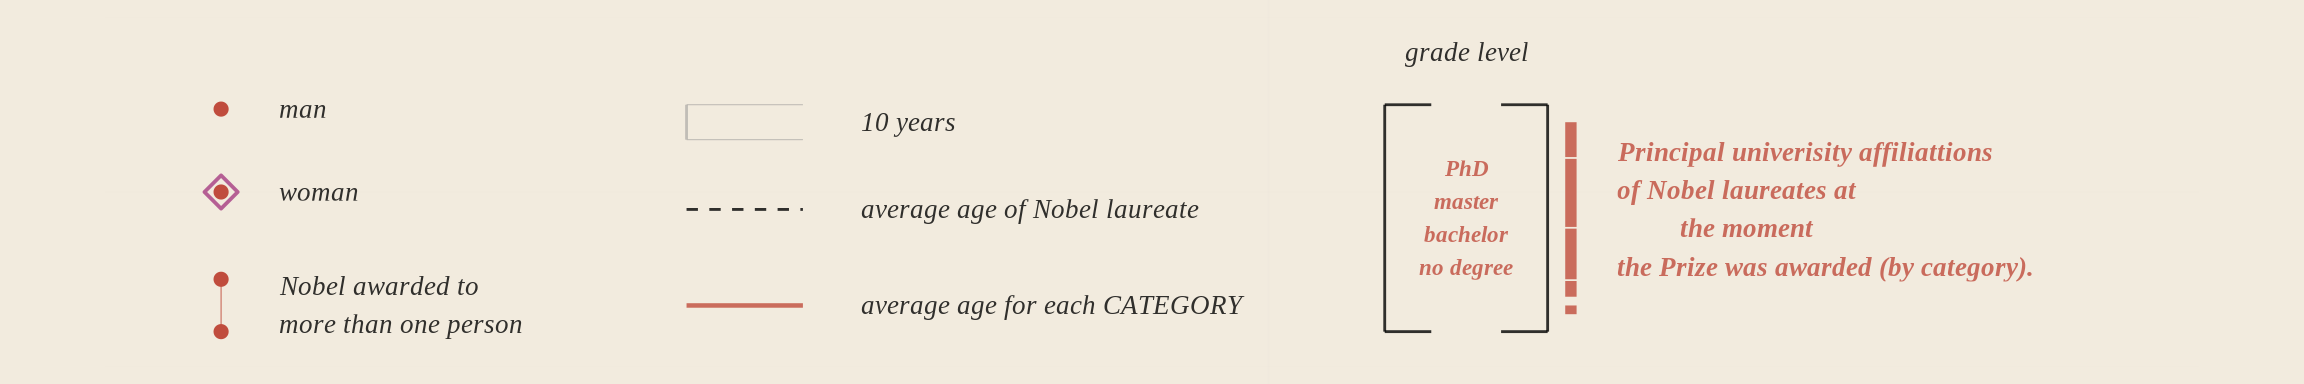 man
woman
Nobel awarded to
more than one person
10 years
average age of Nobel laureate
average age for each CATEGORY
grade level
PhD
master
bachelor
no degree
Principal univerisity affiliattions
of Nobel laureates at
the moment
the Prize was awarded (by category).